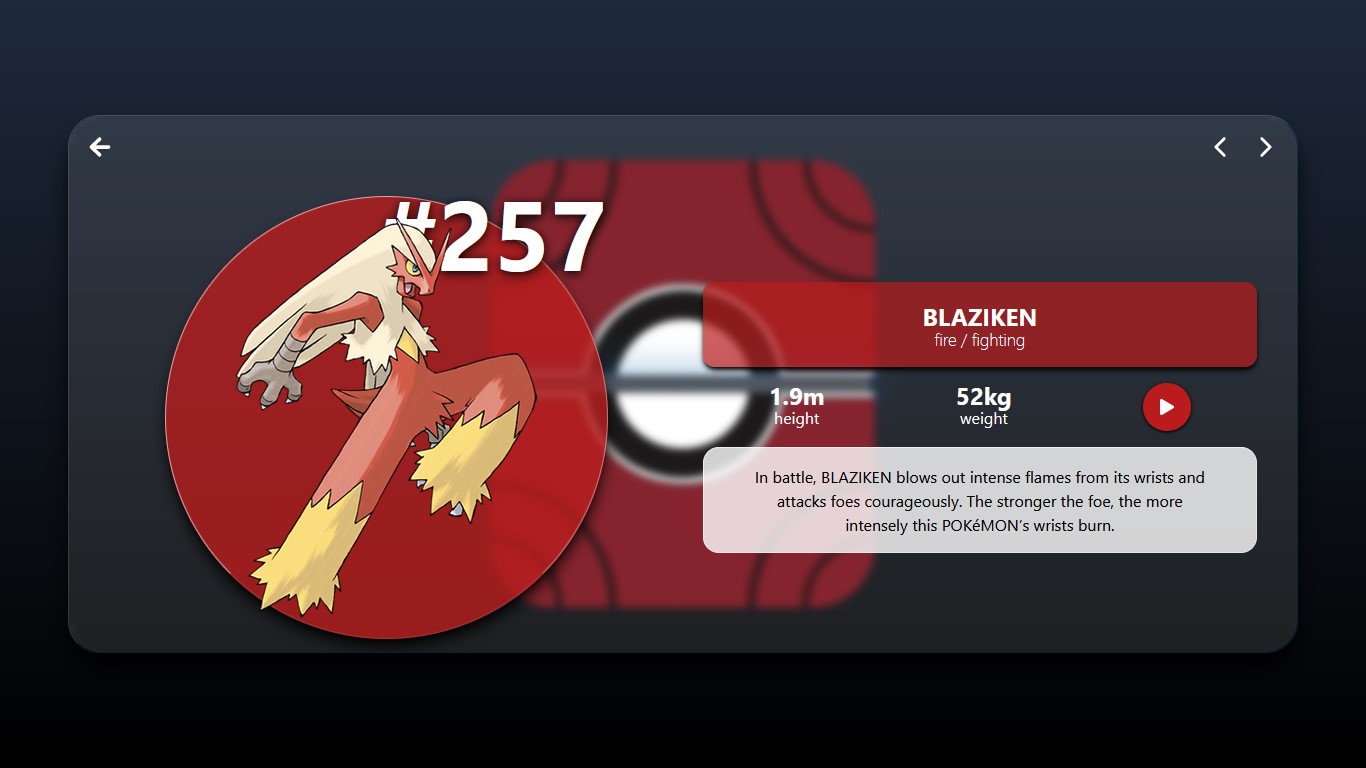 #257
BLAZIKEN
fire / fighting
1.9m
height
52kg
weight
In battle, BLAZIKEN blows out intense flames from its wrists and
attacks foes courageously. The stronger the foe, the more
intensely this POKéMON's wrists burn.